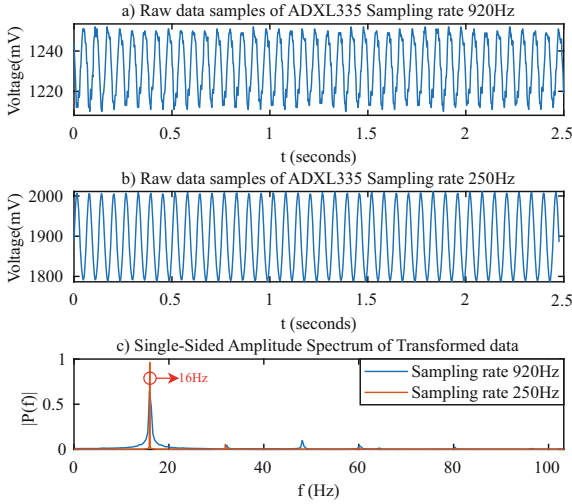 a) Raw data samples of ADXL335 Sampling rate 920Hz
Voltage(mV)
1240
1220
0 0.5 1 1.5 2 2.5
t (seconds)
b) Raw data samples of ADXL335 Sampling rate 250Hz
Voltage(mV)
2000
1900
1800
0 0.5 1 1.5 2 2.5
t (seconds)
c) Single-Sided Amplitude Spectrum of Transformed data
|P(f)|
1
0.5
0
16Hz
Sampling rate 920Hz
Sampling rate 250Hz
0 20 40 60 80 100
f (Hz)